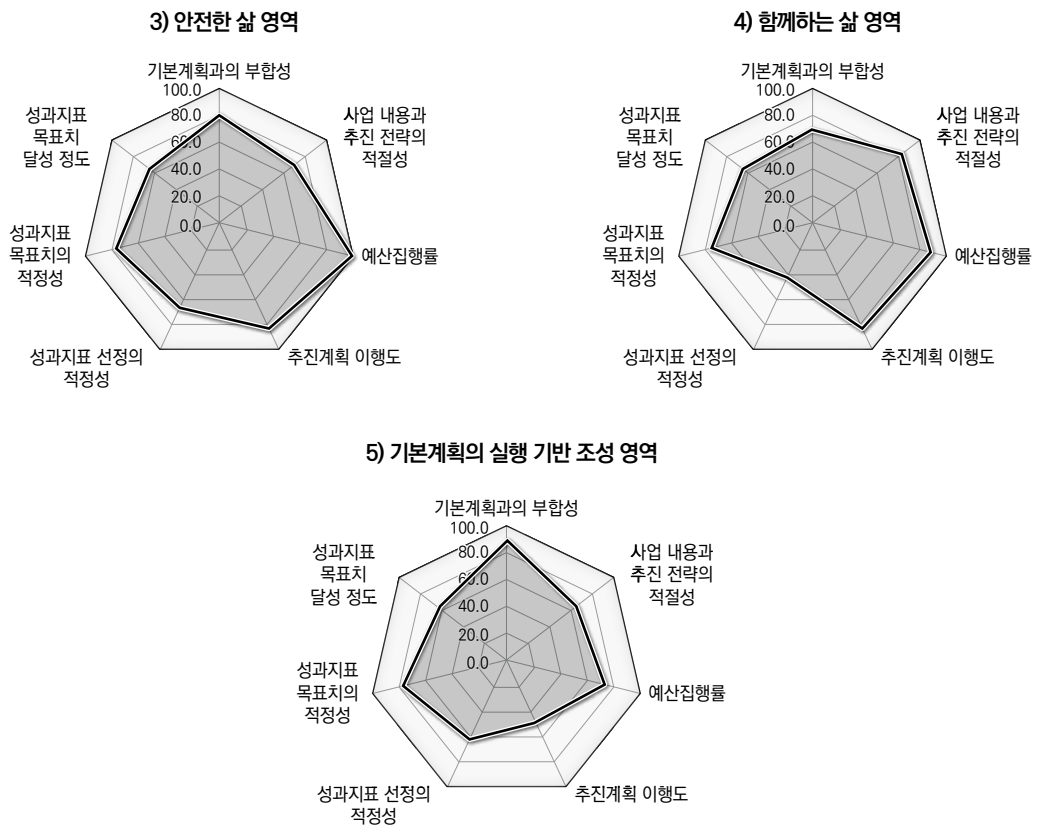 3) 안전한 삶 영역
기본계획과의 부합성
100.0
80.0
60.0
40.0
20.0
0.0
사업 내용과
추진 전략의
적절성
예산집행률
추진계획 이행도
성과지표 선정의
적정성
성과지표
목표치의
적정성
성과지표
목표치
달성 정도
4) 함께하는 삶 영역
기본계획과의 부합성
100.0
80.0
60.0
40.0
20.0
0.0
사업 내용과
추진 전략의
적절성
예산집행률
추진계획 이행도
성과지표 선정의
적정성
성과지표
목표치의
적정성
성과지표
목표치
달성 정도
5) 기본계획의 실행 기반 조성 영역
기본계획과의 부합성
100.0
80.0
60.0
40.0
20.0
0.0
사업 내용과
추진 전략의
적절성
예산집행률
추진계획 이행도
성과지표 선정의
적정성
성과지표
목표치의
적정성
성과지표
목표치
달성 정도